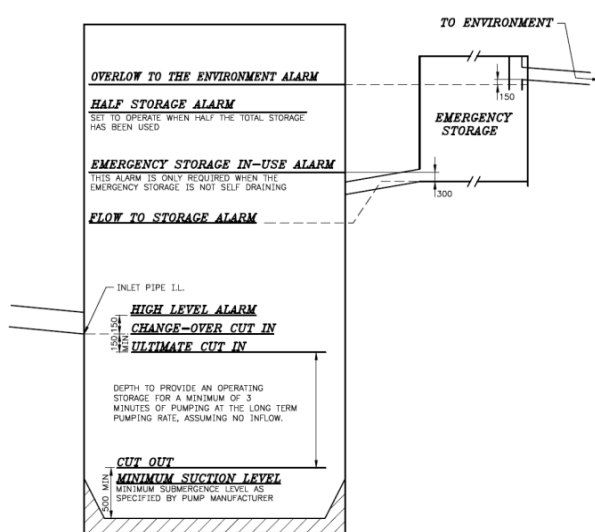 TO ENVIRONMENT
OVERLOW TO THE ENVIRONMENT ALARM
150
HALF STORAGE ALARM
SET TO OPERATE WHEN HALF THE TOTAL STORAGE
HAS BEEN USED
EMERGENCY
STORAGE
EMERGENCY STORAGE IN-USE ALARM
THIS ALARM IS ONLY REQUIRED WHEN THE
EMERGENCY STORAGE IS NOT SELF DRAINING
300
FLOW TO STORAGE ALARM
INLET PIPE I.L.
HIGH LEVEL ALARM
150
CHANGE-OVER CUT IN
150
MIN
ULTIMATE CUT IN
DEPTH TO PROVIDE AN OPERATING
STORAGE FOR A MINIMUM OF 3
MINUTES OF PUMPING AT THE LONG TERM
PUMPING RATE, ASSUMING NO INFLOW.
CUT OUT
MINIMUM SUCTION LEVEL
MINIMUM SUBMERGENCE LEVEL AS
SPECIFIED BY PUMP MANUFACTURER
500 MIN